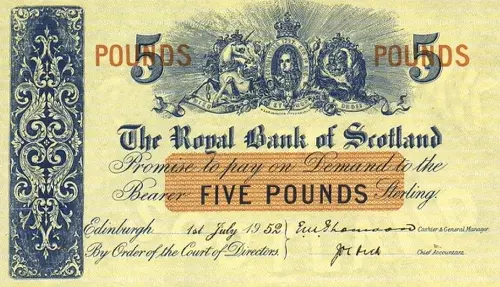 POUNDS 5 5 POUNDS
The Royal Bank of Scotland
Promise to pay on Demand to the
Bearer FIVE POUNDS Sterling.
Edinburgh 1st July 1952 Cashier & General Manager
By Order of the Court of Directors. Chief Accountant